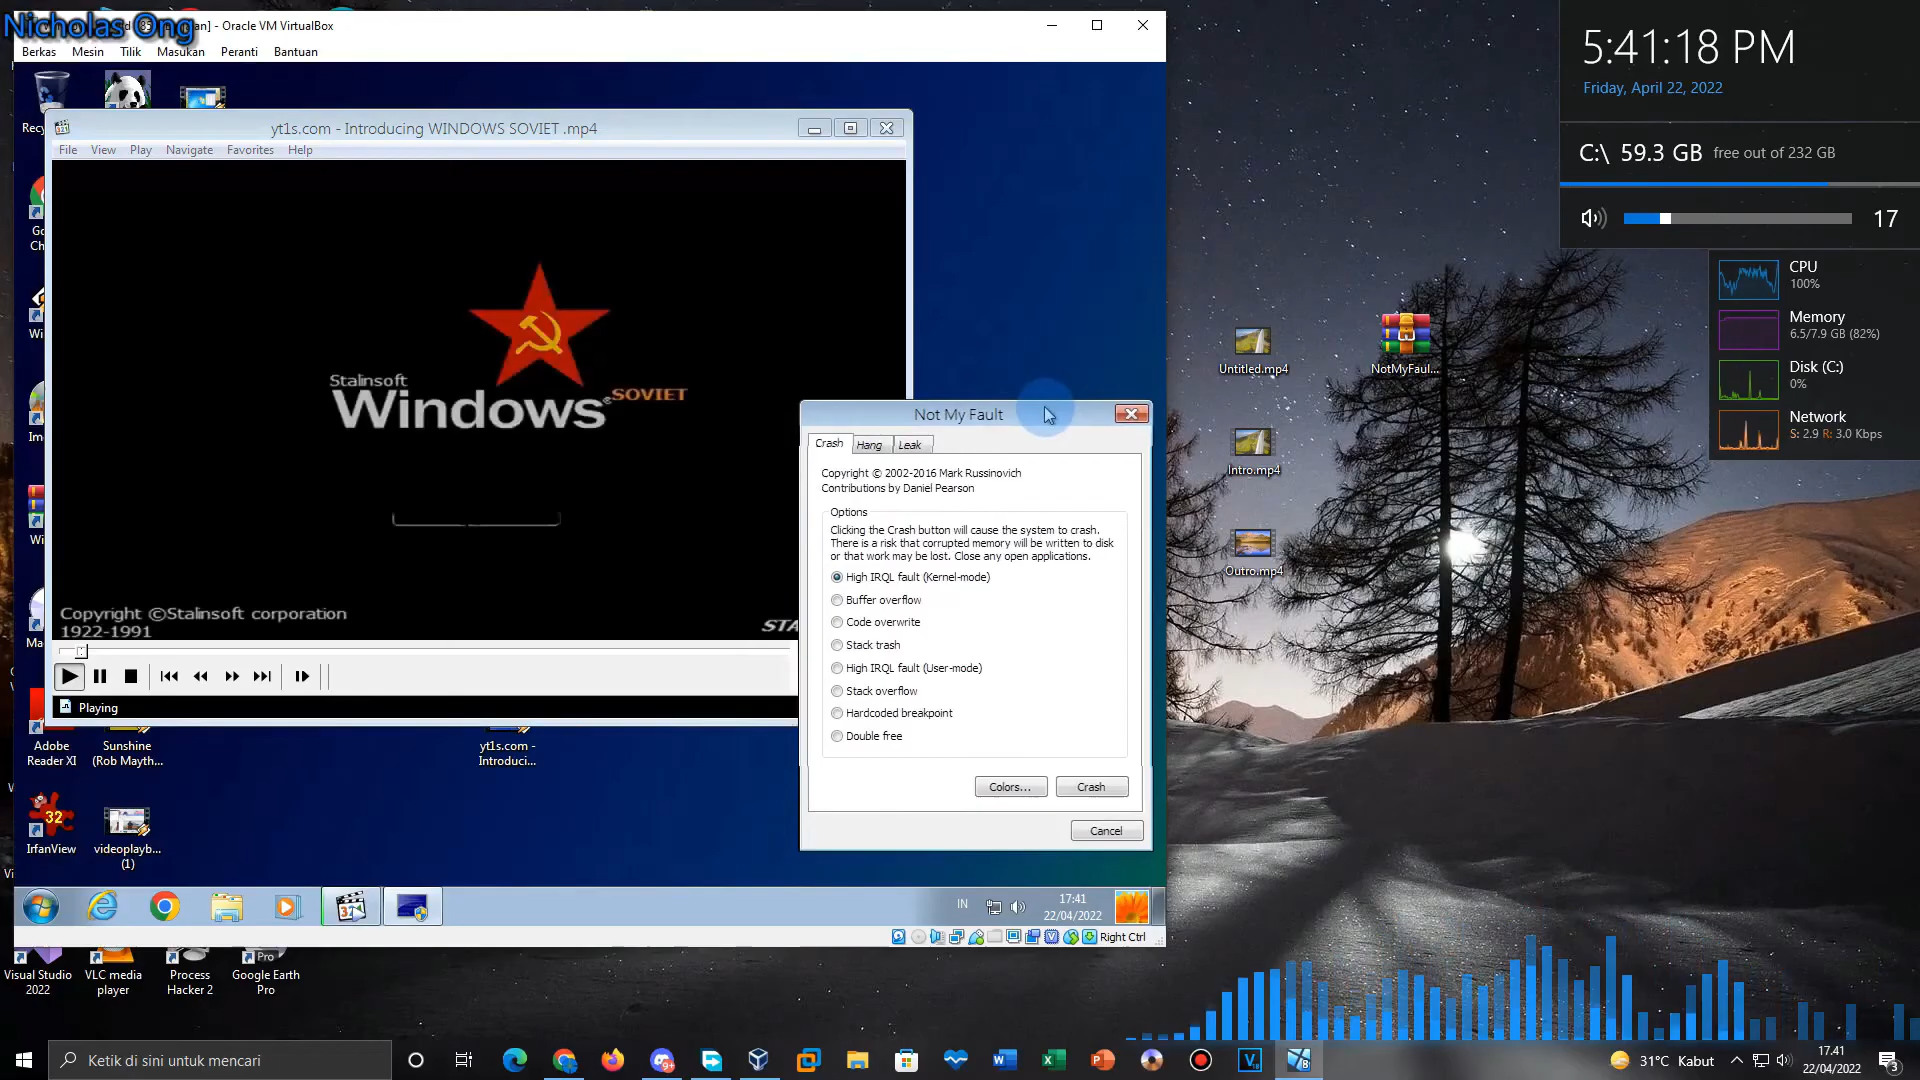 Nicholas Ong
- Oracle VM VirtualBox
Berkas Mesin Tilik Masukan Peranti Bantuan
yt1s.com - Introducing WINDOWS SOVIET .mp4
File View Play Navigate Favorites Help
Stalinsoft
Windows SOVIET
Copyright ©Stalinsoft corporation
1922-1991
Playing
Not My Fault
Crash Hang Leak
Copyright © 2002-2016 Mark Russinovich
Contributions by Daniel Pearson
Options
Clicking the Crash button will cause the system to crash.
There is a risk that corrupted memory will be written to disk
or that work may be lost. Close any open applications.
High IRQL fault (Kernel-mode)
Buffer overflow
Code overwrite
Stack trash
High IRQL fault (User-mode)
Stack overflow
Hardcoded breakpoint
Double free
Colors... Crash
Cancel
Adobe
Reader XI
Sunshine
(Rob Mayth...
yt1s.com -
Introduci...
32
IrfanView
videoplayb...
(1)
IN
17:41
22/04/2022
Right Ctrl
Visual Studio
2022
VLC media
player
Process
Hacker 2
Google Earth
Pro
Untitled.mp4
NotMyFaul...
Intro.mp4
Outro.mp4
5:41:18 PM
Friday, April 22, 2022
C:\ 59.3 GB free out of 232 GB
17
CPU
100%
Memory
6.5/7.9 GB (82%)
Disk (C:)
0%
Network
S: 2.9 R: 3.0 Kbps
Ketik di sini untuk mencari
31°C Kabut
17.41
22/04/2022
3